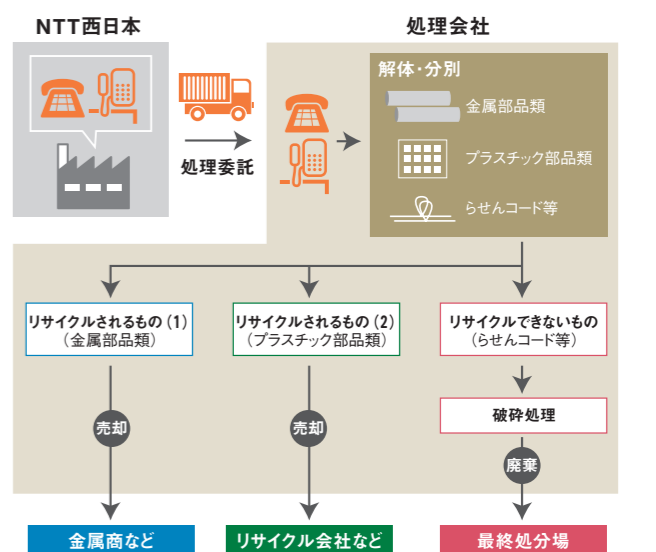 NTT西日本
処理会社
処理委託
解体・分別
金属部品類
プラスチック部品類
らせんコード等
リサイクルされるもの（1）
（金属部品類）
リサイクルされるもの（2）
（プラスチック部品類）
リサイクルできないもの
（らせんコード等）
破砕処理
売却
売却
廃棄
金属商など
リサイクル会社など
最終処分場